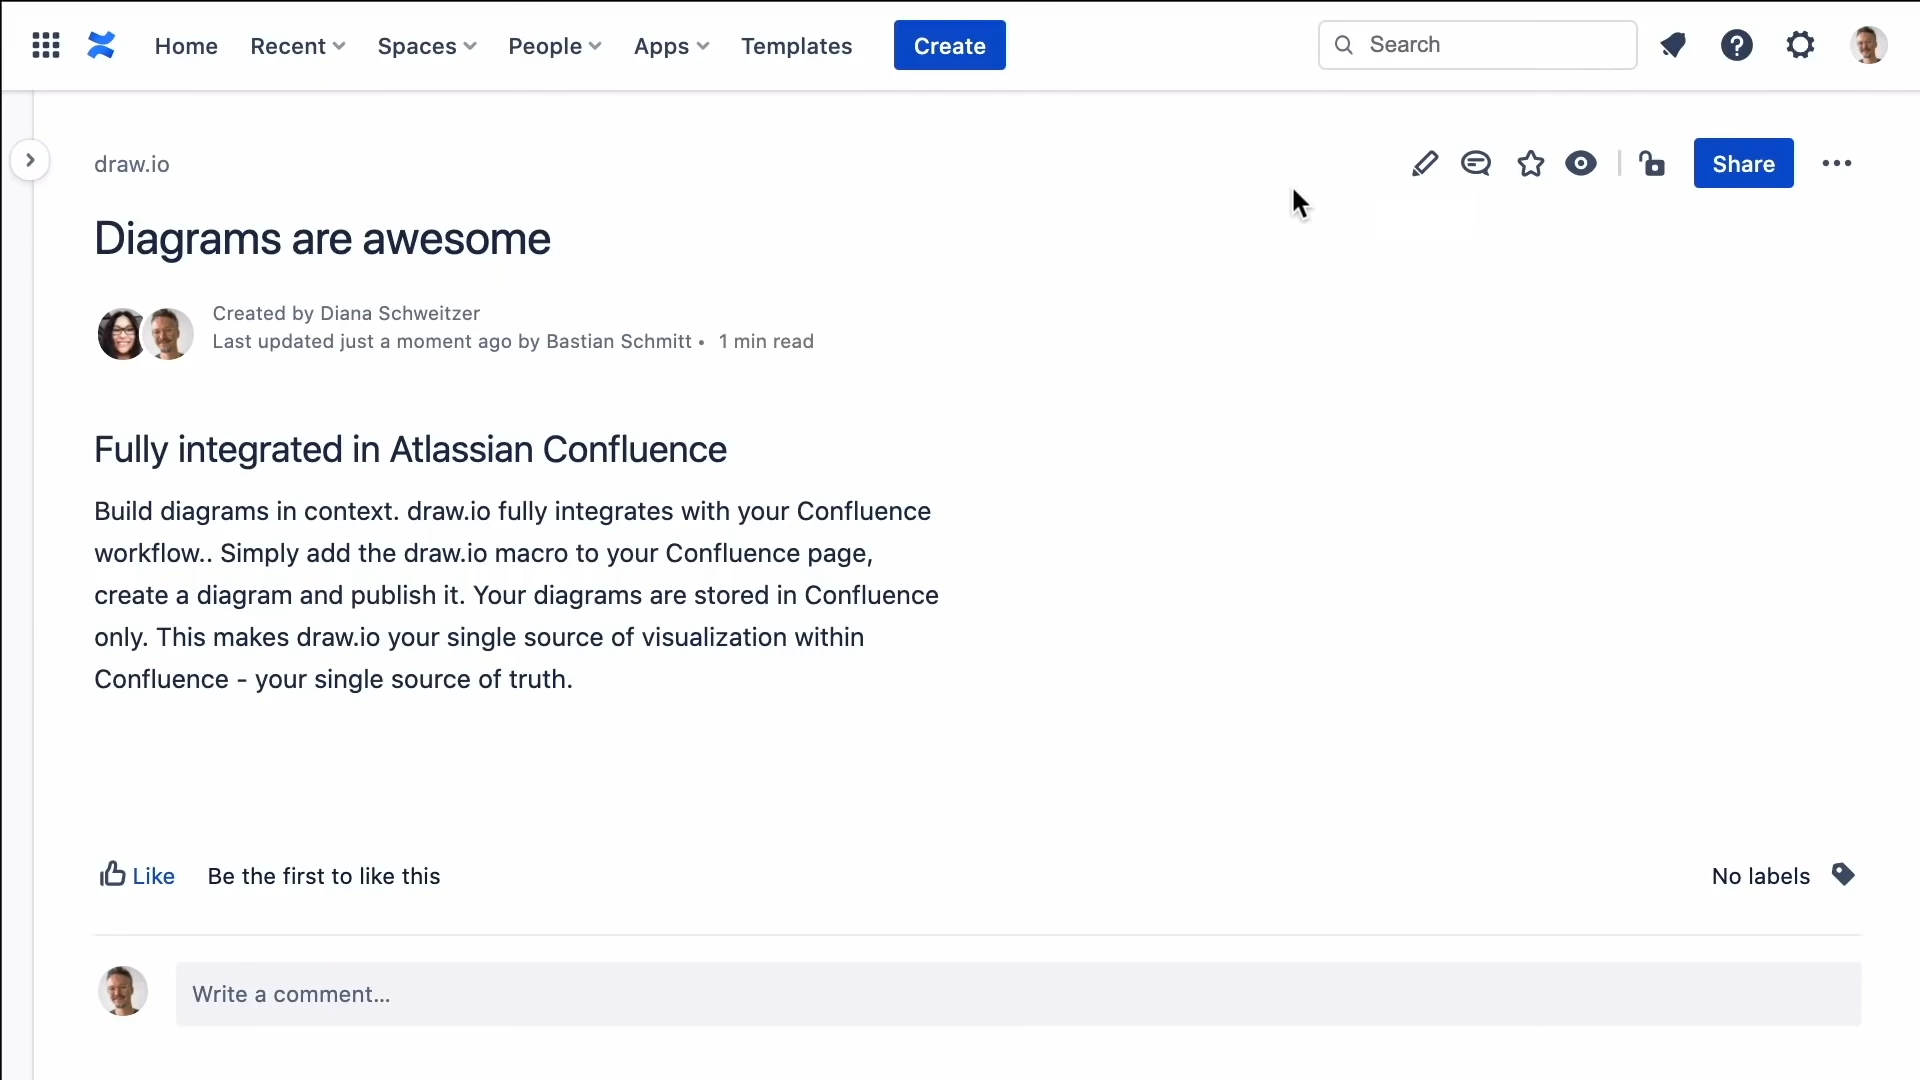 Home Recent Spaces People Apps Templates Create Search
draw.io
Share
Diagrams are awesome
Created by Diana Schweitzer
Last updated just a moment ago by Bastian Schmitt • 1 min read
Fully integrated in Atlassian Confluence
Build diagrams in context. draw.io fully integrates with your Confluence
workflow.. Simply add the draw.io macro to your Confluence page,
create a diagram and publish it. Your diagrams are stored in Confluence
only. This makes draw.io your single source of visualization within
Confluence - your single source of truth.
Like Be the first to like this No labels
Write a comment...